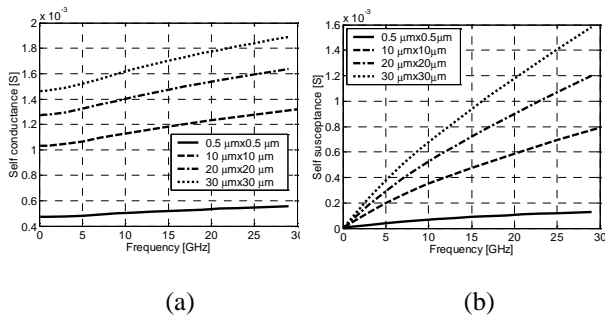 2 x 10^-3
1.8
1.6
1.4
1.2
1
0.8
0.6
0.4
Self conductance [S]
0.5 μmx0.5 μm
10 μmx10 μm
20 μmx20 μm
30 μmx30 μm
0 5 10 15 20 25 30
Frequency [GHz]
(a)
1.6 x 10^-3
1.4
1.2
1
0.8
0.6
0.4
0.2
0
Self susceptance [S]
0.5 μmx0.5μm
10 μmx10μm
20 μmx20μm
30 μmx30μm
0 5 10 15 20 25 30
Frequency [GHz]
(b)